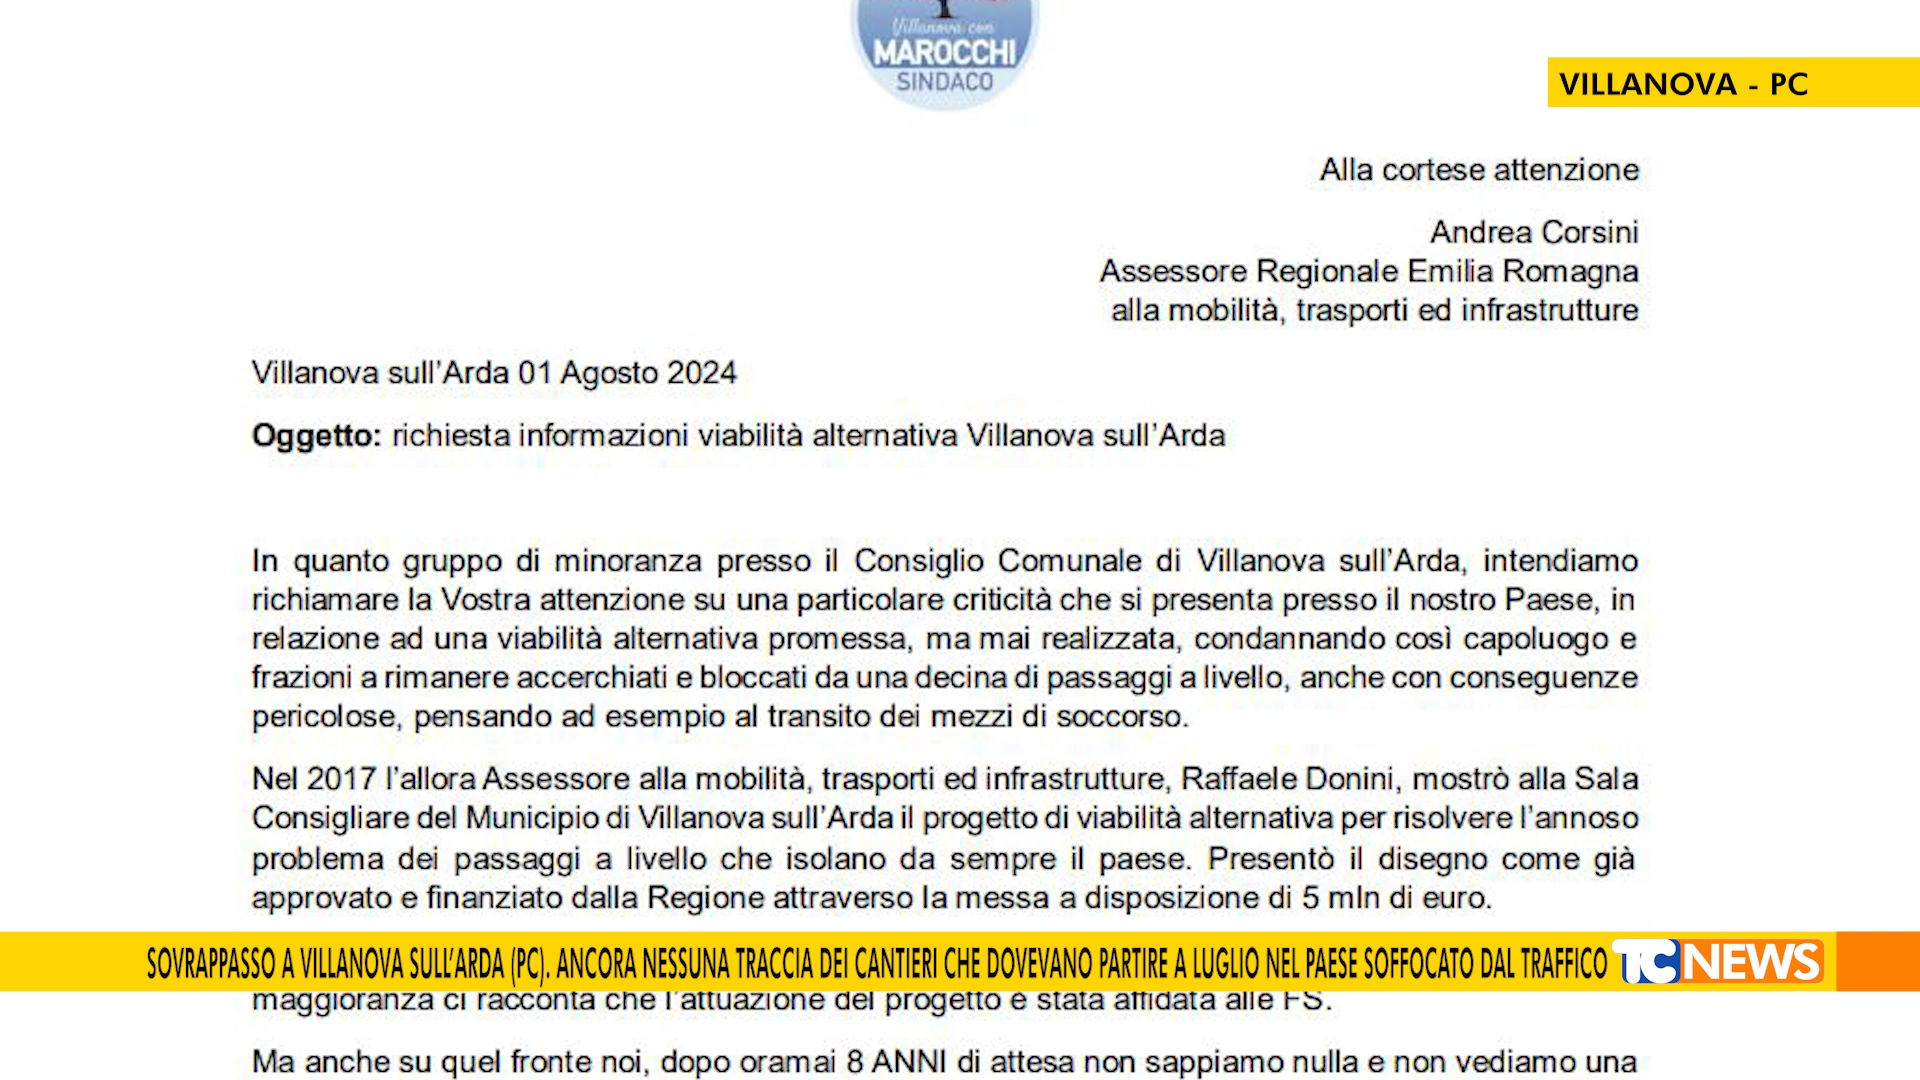 Villanova con
MAROCCHI
SINDACO
VILLANOVA - PC
Alla cortese attenzione
Andrea Corsini
Assessore Regionale Emilia Romagna
alla mobilità, trasporti ed infrastrutture
Villanova sull'Arda 01 Agosto 2024
Oggetto: richiesta informazioni viabilità alternativa Villanova sull'Arda
In quanto gruppo di minoranza presso il Consiglio Comunale di Villanova sull'Arda, intendiamo
richiamare la Vostra attenzione su una particolare criticità che si presenta presso il nostro Paese, in
relazione ad una viabilità alternativa promessa, ma mai realizzata, condannando così capoluogo e
frazioni a rimanere accerchiati e bloccati da una decina di passaggi a livello, anche con conseguenze
pericolose, pensando ad esempio al transito dei mezzi di soccorso.
Nel 2017 l'allora Assessore alla mobilità, trasporti ed infrastrutture, Raffaele Donini, mostrò alla Sala
Consigliare del Municipio di Villanova sull'Arda il progetto di viabilità alternativa per risolvere l'annoso
problema dei passaggi a livello che isolano da sempre il paese. Presentò il disegno come già
approvato e finanziato dalla Regione attraverso la messa a disposizione di 5 mln di euro.
SOVRAPPASSO A VILLANOVA SULL'ARDA (PC). ANCORA NESSUNA TRACCIA DEI CANTIERI CHE DOVEVANO PARTIRE A LUGLIO NEL PAESE SOFFOCATO DAL TRAFFICO
TC NEWS
maggioranza ci racconta che l'attuazione del progetto è stata affidata alle FS.
Ma anche su quel fronte noi, dopo oramai 8 ANNI di attesa non sappiamo nulla e non vediamo una